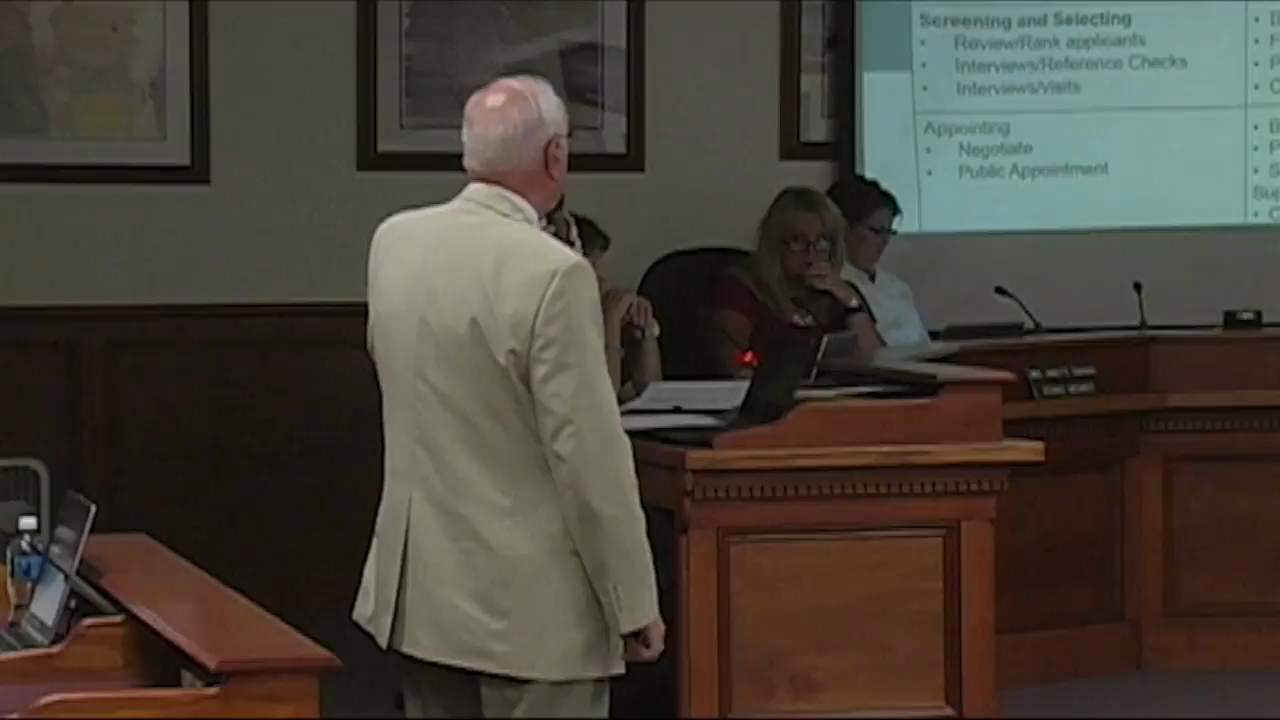 Screening and Selecting
• Review/Rank applicants
• Interviews/Reference Checks
• Interviews/visits
Appointing
• Negotiate
• Public Appointment